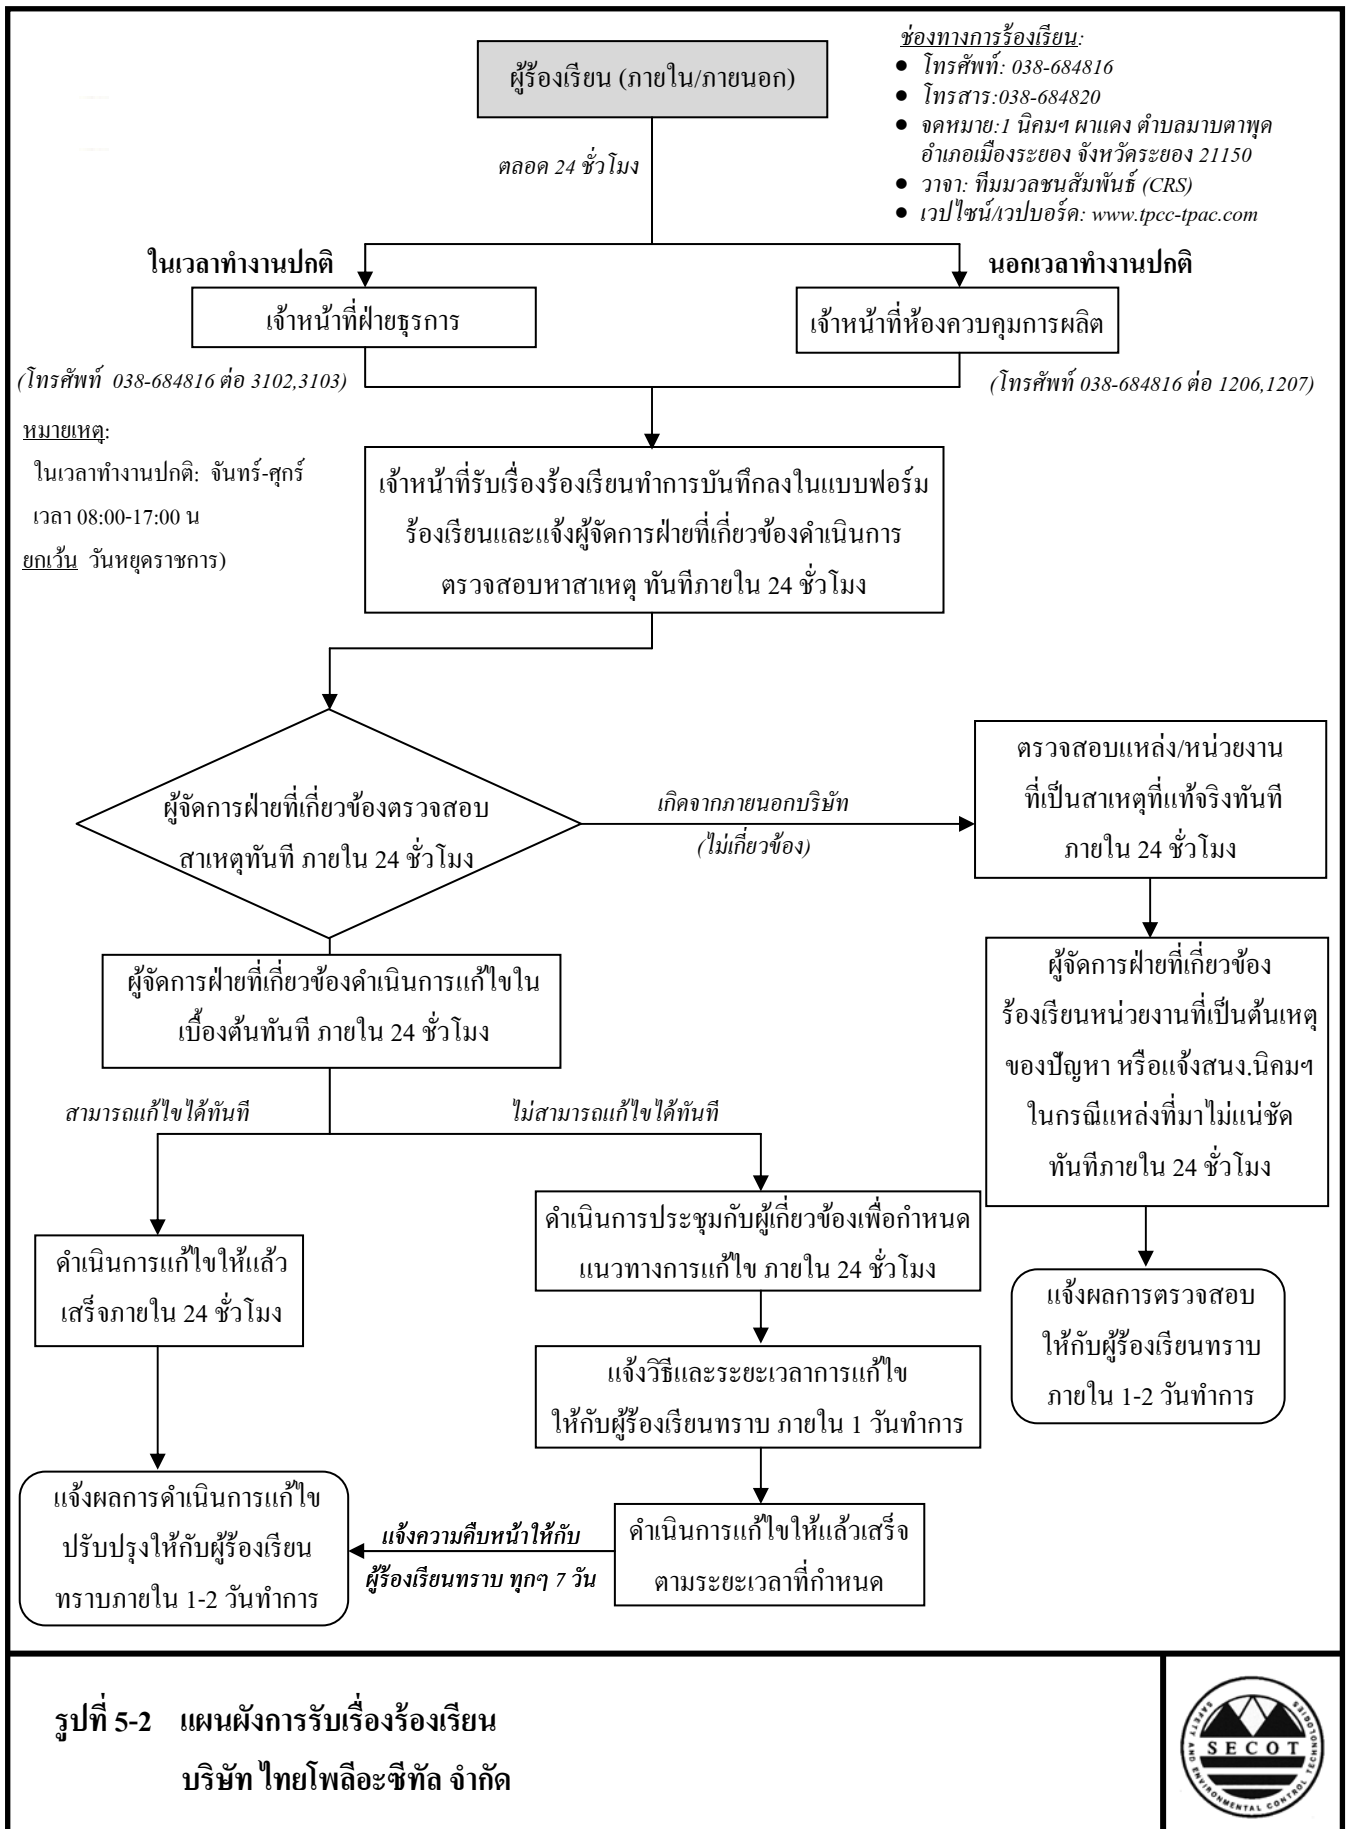 ผู้ร้องเรียน (ภายใน/ภายนอก)
ช่องทางการร้องเรียน:
● โทรศัพท์: 038-684816
● โทรสาร:038-684820
● จดหมาย:1 นิคมฯ ผาแดง ตำบลมาบตาพุด
อำเภอเมืองระยอง จังหวัดระยอง 21150
● วาจา: ทีมมวลชนสัมพันธ์ (CRS)
● เวปไซน์/เวปบอร์ด: www.tpcc-tpac.com
ตลอด 24 ชั่วโมง
ในเวลาทำงานปกติ
นอกเวลาทำงานปกติ
เจ้าหน้าที่ฝ่ายธุรการ
เจ้าหน้าที่ห้องควบคุมการผลิต
(โทรศัพท์ 038-684816 ต่อ 3102,3103)
(โทรศัพท์ 038-684816 ต่อ 1206,1207)
หมายเหตุ:
ในเวลาทำงานปกติ: จันทร์-ศุกร์
เวลา 08:00-17:00 น
ยกเว้น วันหยุดราชการ)
เจ้าหน้าที่รับเรื่องร้องเรียนทำการบันทึกลงในแบบฟอร์ม
ร้องเรียนและแจ้งผู้จัดการฝ่ายที่เกี่ยวข้องดำเนินการ
ตรวจสอบหาสาเหตุ ทันทีภายใน 24 ชั่วโมง
ผู้จัดการฝ่ายที่เกี่ยวข้องตรวจสอบ
สาเหตุทันที ภายใน 24 ชั่วโมง
เกิดจากภายนอกบริษัท
(ไม่เกี่ยวข้อง)
ตรวจสอบแหล่ง/หน่วยงาน
ที่เป็นสาเหตุที่แท้จริงทันที
ภายใน 24 ชั่วโมง
ผู้จัดการฝ่ายที่เกี่ยวข้องดำเนินการแก้ไขใน
เบื้องต้นทันที ภายใน 24 ชั่วโมง
ผู้จัดการฝ่ายที่เกี่ยวข้อง
ร้องเรียนหน่วยงานที่เป็นต้นเหตุ
ของปัญหา หรือแจ้งสนง.นิคมฯ
ในกรณีแหล่งที่มาไม่แน่ชัด
ทันทีภายใน 24 ชั่วโมง
สามารถแก้ไขได้ทันที
ไม่สามารถแก้ไขได้ทันที
ดำเนินการแก้ไขให้แล้ว
เสร็จภายใน 24 ชั่วโมง
ดำเนินการประชุมกับผู้เกี่ยวข้องเพื่อกำหนด
แนวทางการแก้ไข ภายใน 24 ชั่วโมง
แจ้งผลการตรวจสอบ
ให้กับผู้ร้องเรียนทราบ
ภายใน 1-2 วันทำการ
แจ้งวิธีและระยะเวลาการแก้ไข
ให้กับผู้ร้องเรียนทราบ ภายใน 1 วันทำการ
แจ้งผลการดำเนินการแก้ไข
ปรับปรุงให้กับผู้ร้องเรียน
ทราบภายใน 1-2 วันทำการ
แจ้งความคืบหน้าให้กับ
ผู้ร้องเรียนทราบ ทุกๆ 7 วัน
ดำเนินการแก้ไขให้แล้วเสร็จ
ตามระยะเวลาที่กำหนด
รูปที่ 5-2 แผนผังการรับเรื่องร้องเรียน
บริษัท ไทยโพลีอะซีทัล จำกัด
SECOT
SAFETY AND ENVIRONMENTAL CONTROL TECHNOLOGIES